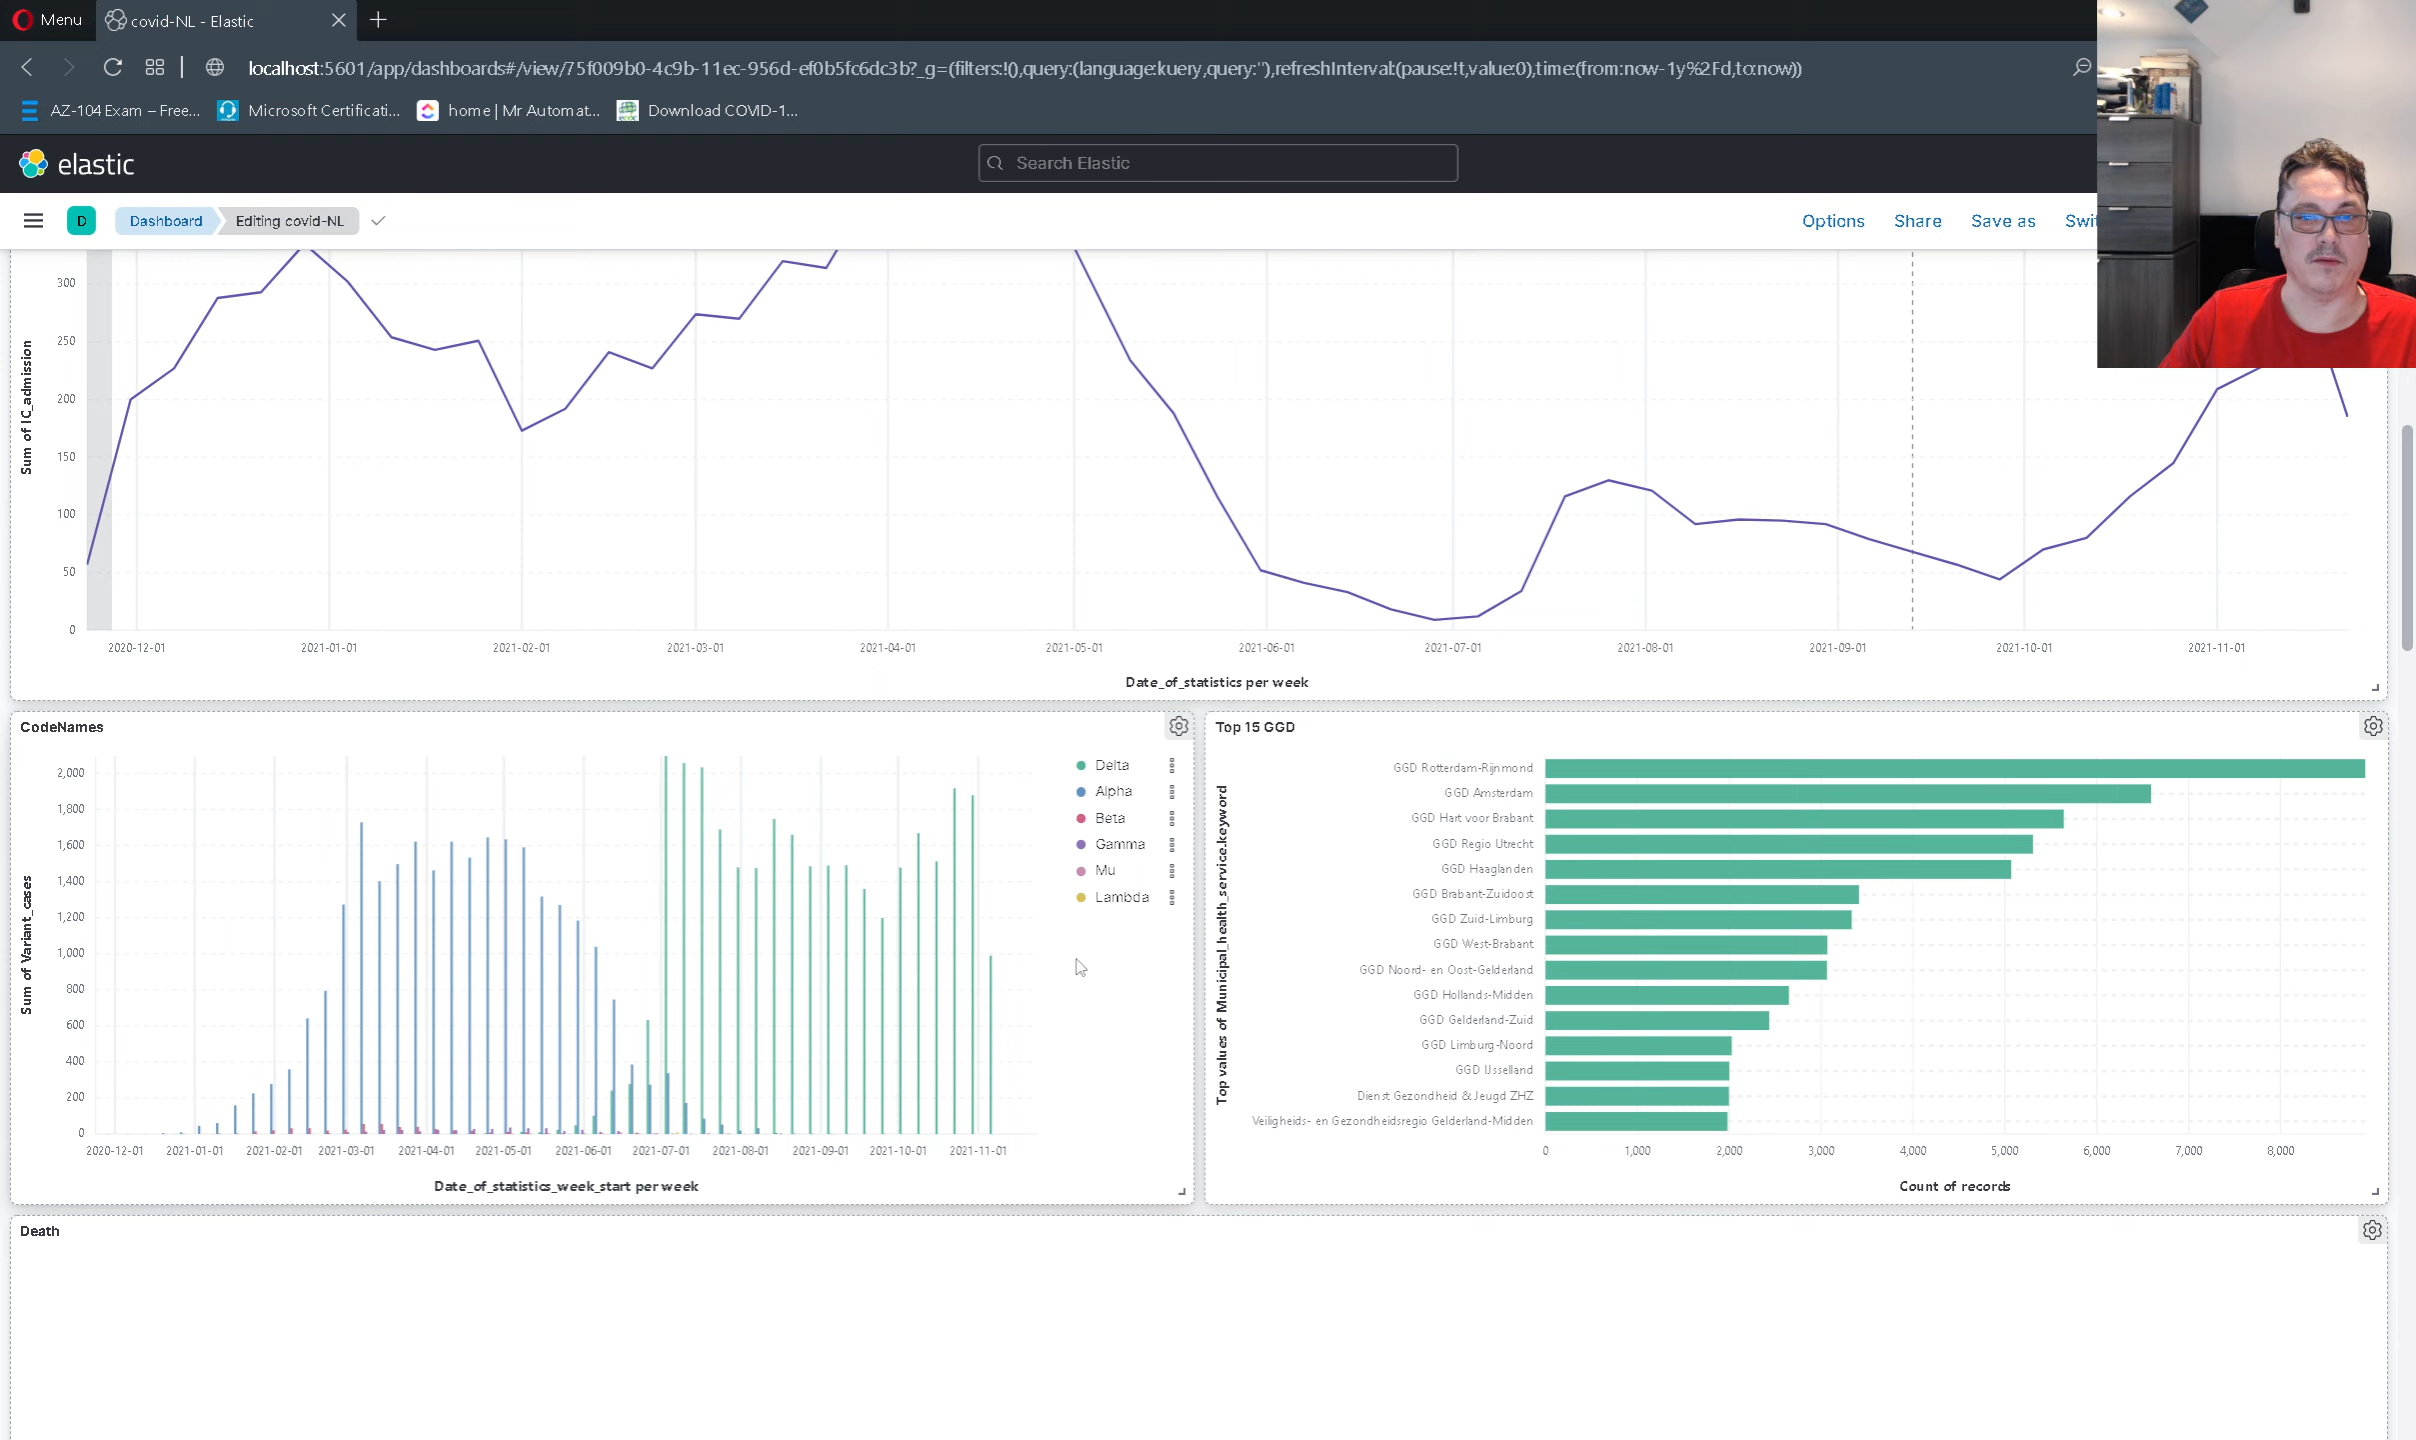 Menu
covid-NL - Elastic
localhost:5601/app/dashboards#/view/75f009b0-4c9b-11ec-956d-ef0b5fc6dc3b?_g=(filters:!(),query:(language:kuery,query:''),refreshInterval:(pause:!t,value:0),time:(from:now-1y%2Fd,to:now))
AZ-104 Exam – Free...
Microsoft Certificati...
home | Mr Automat...
Download COVID-1...
elastic
Search Elastic
D
Dashboard
Editing covid-NL
Options
Share
Save as
Swit
Sum of IC_admission
300
250
200
150
100
50
0
2020-12-01 2021-01-01 2021-02-01 2021-03-01 2021-04-01 2021-05-01 2021-06-01 2021-07-01 2021-08-01 2021-09-01 2021-10-01 2021-11-01
Date_of_statistics per week
CodeNames
Sum of Variant_cases
2,000
1,800
1,600
1,400
1,200
1,000
800
600
400
200
0
2020-12-01 2021-01-01 2021-02-01 2021-03-01 2021-04-01 2021-05-01 2021-06-01 2021-07-01 2021-08-01 2021-09-01 2021-10-01 2021-11-01
Date_of_statistics_week_start per week
Delta
Alpha
Beta
Gamma
Mu
Lambda
Top 15 GGD
Top values of Municipal_health_service.keyword
GGD Rotterdam-Rijnmond
GGD Amsterdam
GGD Hart voor Brabant
GGD Regio Utrecht
GGD Haaglanden
GGD Brabant-Zuidoost
GGD Zuid-Limburg
GGD West-Brabant
GGD Noord- en Oost-Gelderland
GGD Hollands-Midden
GGD Gelderland-Zuid
GGD Limburg-Noord
GGD IJsselland
Dienst Gezondheid & Jeugd ZHZ
Veiligheids- en Gezondheidsregio Gelderland-Midden
0 1,000 2,000 3,000 4,000 5,000 6,000 7,000 8,000
Count of records
Death